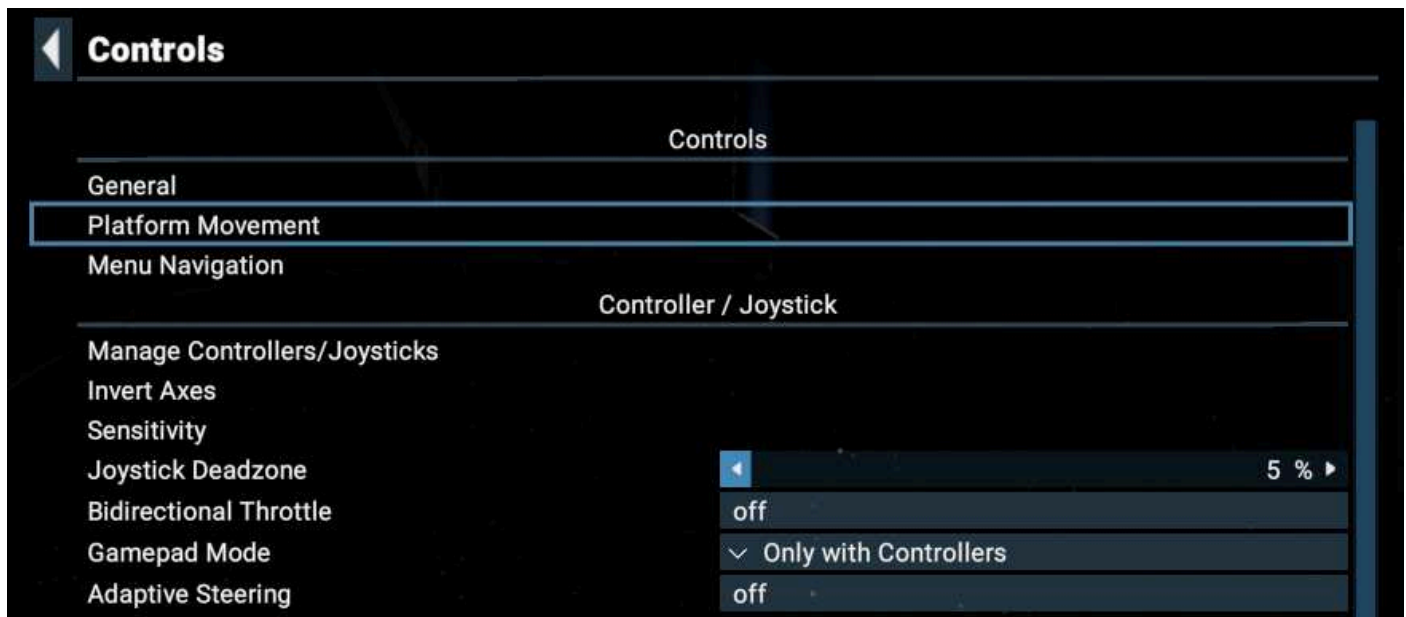 Controls
Controls
General
Platform Movement
Menu Navigation
Controller / Joystick
Manage Controllers/Joysticks
Invert Axes
Sensitivity
Joystick Deadzone 5 %
Bidirectional Throttle off
Gamepad Mode Only with Controllers
Adaptive Steering off